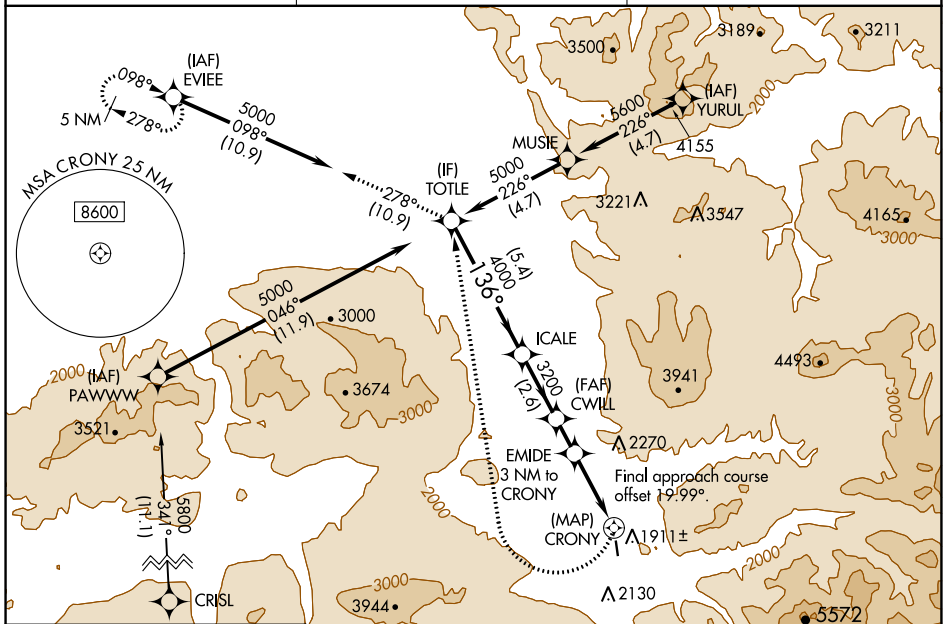 3189
3211
3500
2000
(IAF)
EVIEE
098°
5 NM
278°
5000
098°
(10.9)
(IAF)
YURUL
5600
226°
(4.7)
4155
MUSIE
5000
226°
(4.7)
(IF)
TOTLE
278°
(10.9)
MSA CRONY 25 NM
8600
3221
3547
4165
3000
(5.4)
4000
136°
5000
046°
(11.9)
3000
ICALE
4493
3941
2000
(IAF)
PAWWW
3674
3000
3200
(2.6)
(FAF)
CWILL
3000
3521
2270
EMIDE
3 NM to
CRONY
Final approach course
offset 19.99°.
2000
5800
341°
(11.1)
(MAP)
CRONY
1911±
2000
CRISL
3000
3944
2130
5572